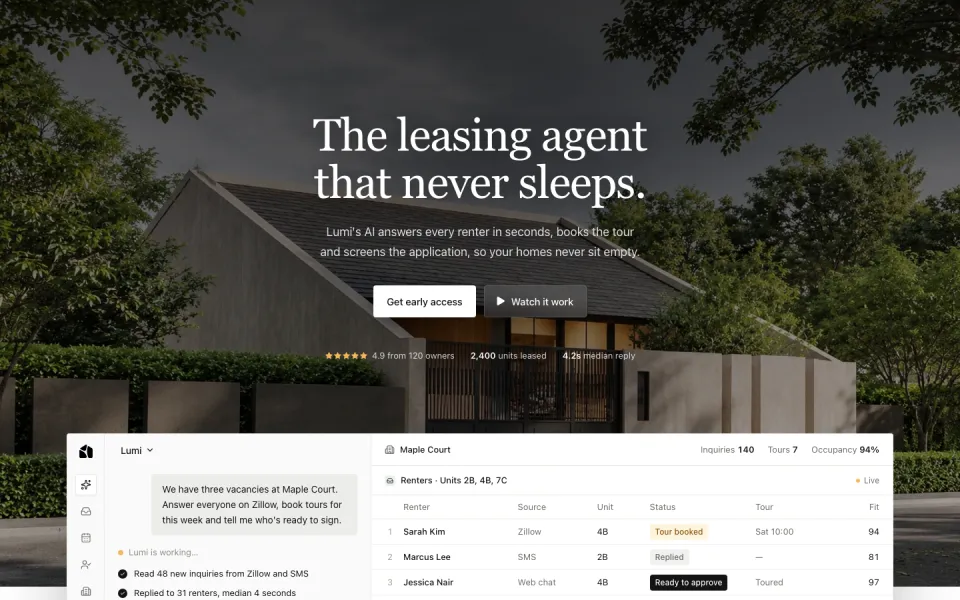 The leasing agent
that never sleeps.
Lumi's AI answers every renter in seconds, books the tour
and screens the application, so your homes never sit empty.
Get early access
Watch it work
★★★★★ 4.9 from 120 owners 2,400 units leased 4.2s median reply
Lumi
We have three vacancies at Maple Court.
Answer everyone on Zillow, book tours for
this week and tell me who's ready to sign.
Lumi is working...
Read 48 new inquiries from Zillow and SMS
Replied to 31 renters, median 4 seconds
Maple Court Inquiries 140 Tours 7 Occupancy 94%
Renters · Units 2B, 4B, 7C Live
Renter Source Unit Status Tour Fit
1 Sarah Kim Zillow 4B Tour booked Sat 10:00 94
2 Marcus Lee SMS 2B Replied — 81
3 Jessica Nair Web chat 4B Ready to approve Toured 97